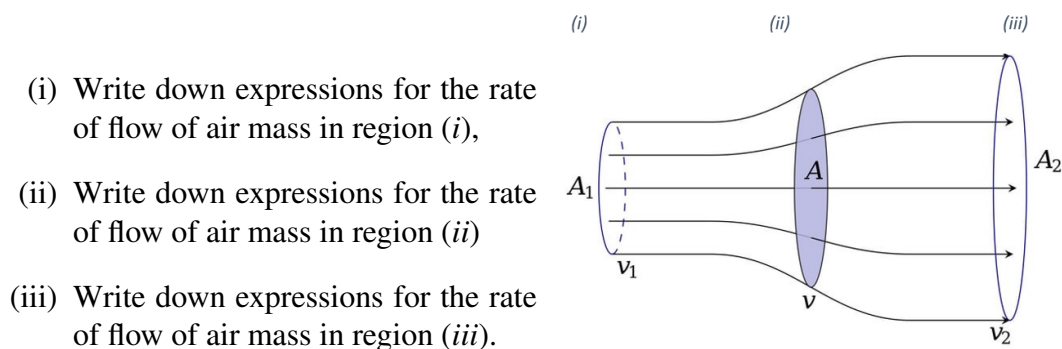 (i) Write down expressions for the rate
of flow of air mass in region (i),
(ii) Write down expressions for the rate
of flow of air mass in region (ii)
(iii) Write down expressions for the rate
of flow of air mass in region (iii).
(i) (ii) (iii)
A₁
A
A₂
v₁
v
v₂